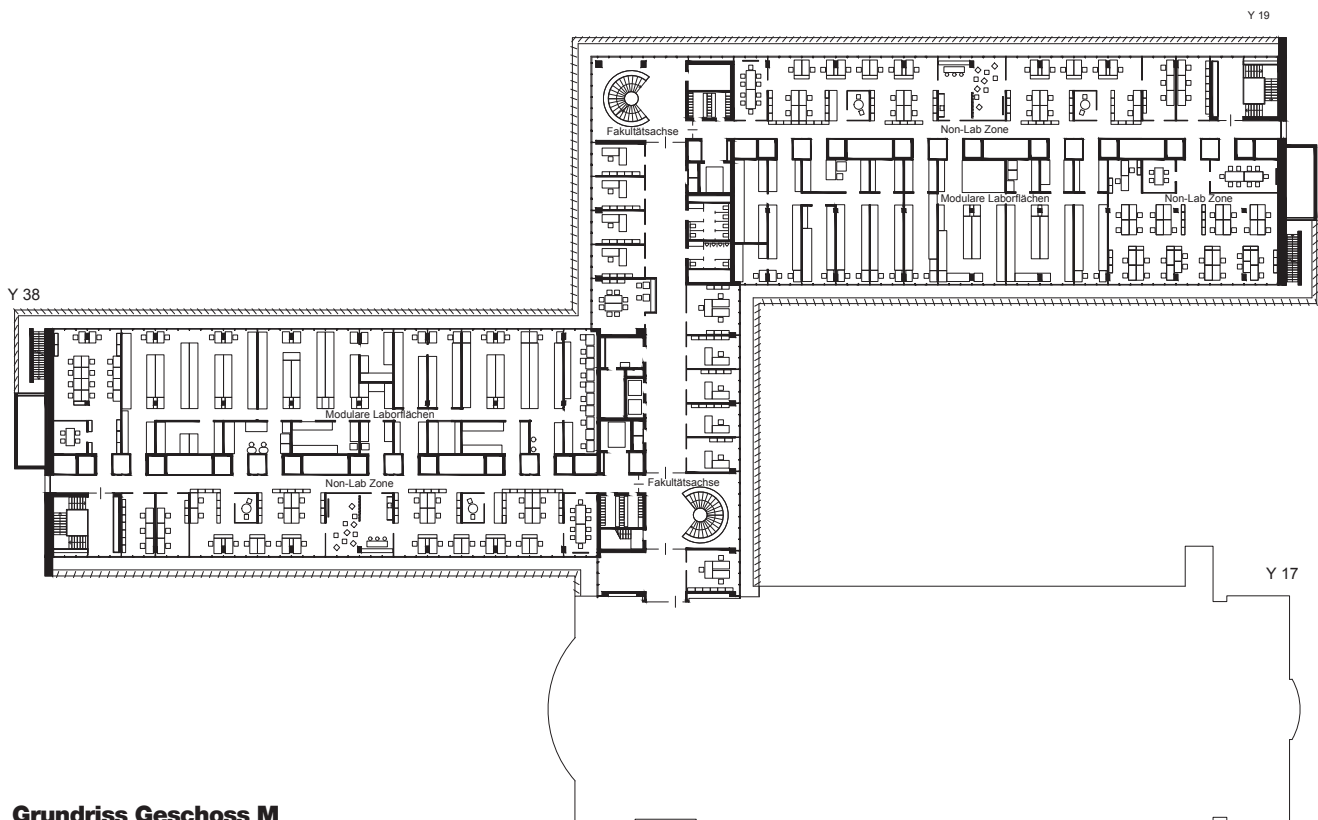 Y 19
Fakultätsachse
Non-Lab Zone
Modulare Laborflächen
Non-Lab Zone
Y 38
Modulare Laborflächen
Non-Lab Zone
Fakultätsachse
Y 17
Grundriss Geschoss M